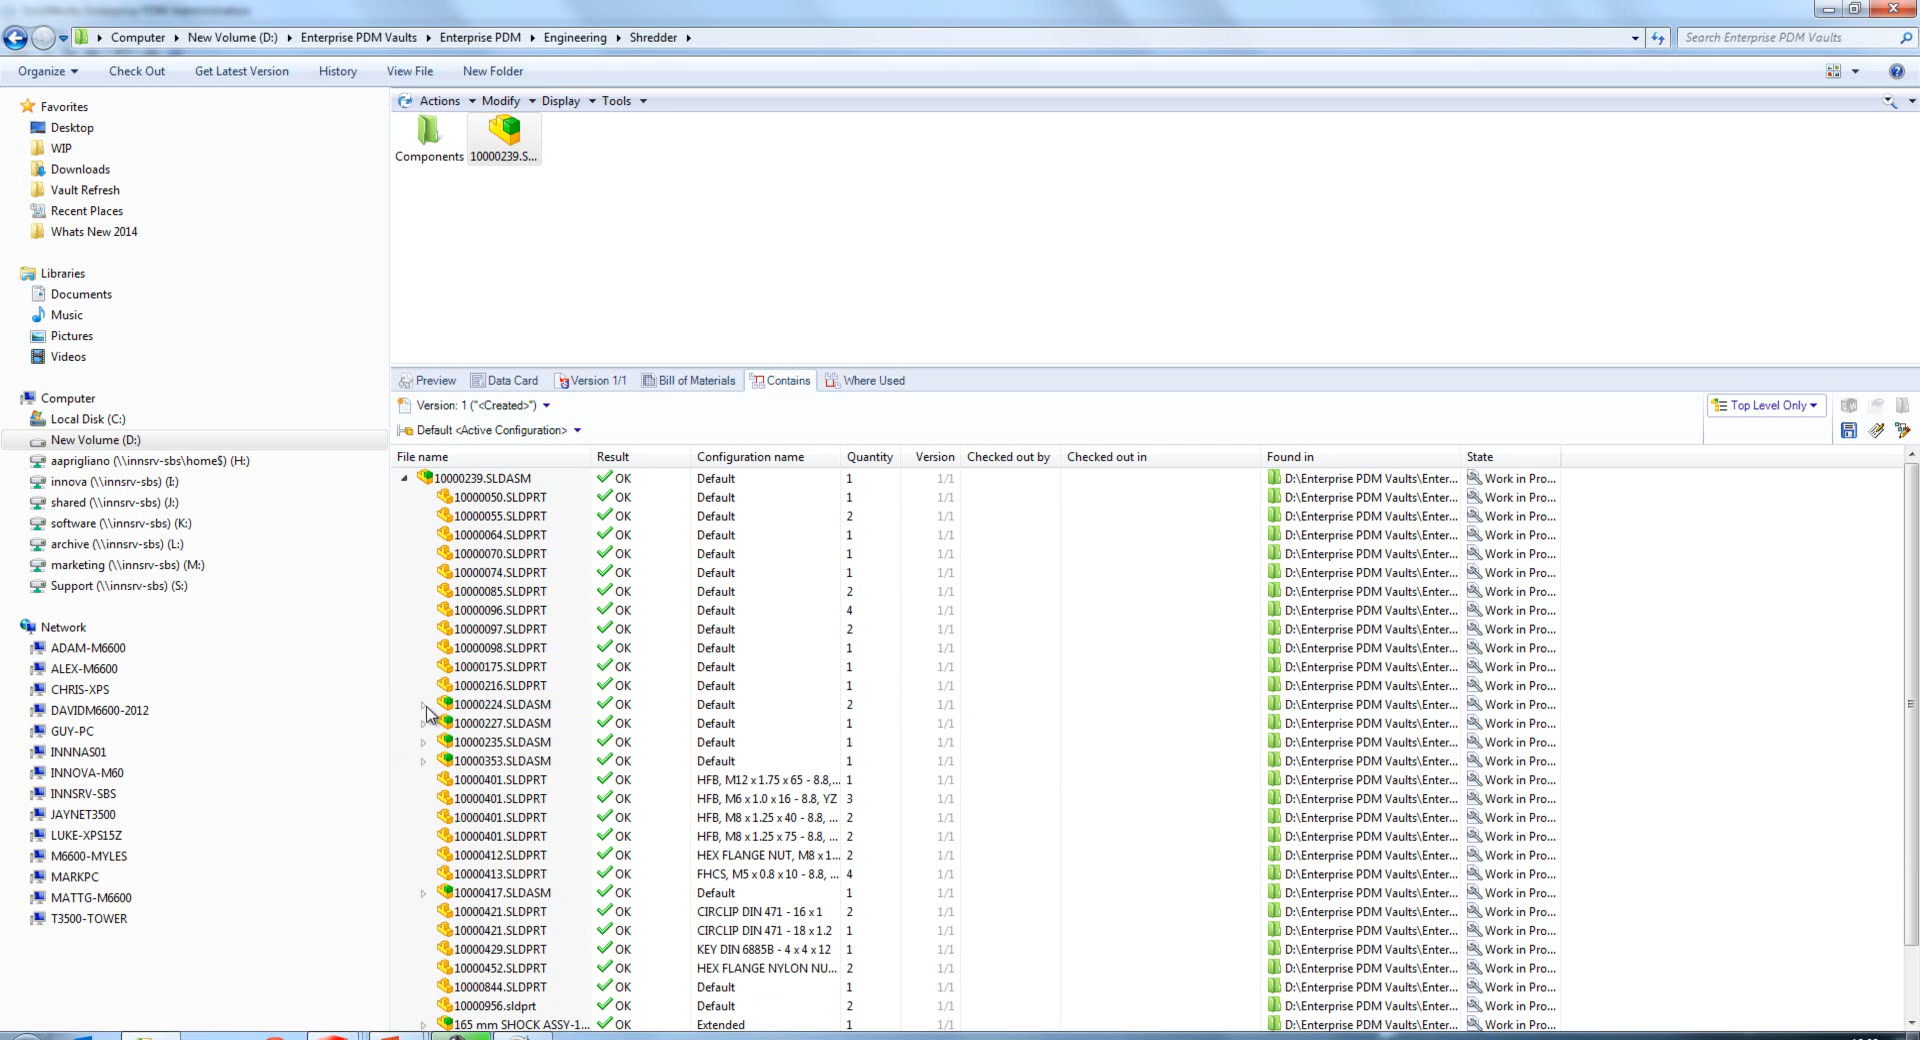 Computer ▸ New Volume (D:) ▸ Enterprise PDM Vaults ▸ Enterprise PDM ▸ Engineering ▸ Shredder ▸
Search Enterprise PDM Vaults
Organize Check Out Get Latest Version History View File New Folder
Favorites
Desktop
WIP
Downloads
Vault Refresh
Recent Places
Whats New 2014
Libraries
Documents
Music
Pictures
Videos
Computer
Local Disk (C:)
New Volume (D:)
aaprigliano (\\innsrv-sbs\home$) (H:)
innova (\\innsrv-sbs) (I:)
shared (\\innsrv-sbs) (J:)
software (\\innsrv-sbs) (K:)
archive (\\innsrv-sbs) (L:)
marketing (\\innsrv-sbs) (M:)
Support (\\innsrv-sbs) (S:)
Network
ADAM-M6600
ALEX-M6600
CHRIS-XPS
DAVIDM6600-2012
GUY-PC
INNNAS01
INNOVA-M60
INNSRV-SBS
JAYNET3500
LUKE-XPS15Z
M6600-MYLES
MARKPC
MATTG-M6600
T3500-TOWER
Actions Modify Display Tools
Components 10000239.S...
Preview Data Card Version 1/1 Bill of Materials Contains Where Used
Version: 1 ("<Created>") Top Level Only
Default <Active Configuration>
File name Result Configuration name Quantity Version Checked out by Checked out in Found in State
10000239.SLDASM OK Default 1 1/1 D:\Enterprise PDM Vaults\Enter... Work in Pro...
10000050.SLDPRT OK Default 1 1/1 D:\Enterprise PDM Vaults\Enter... Work in Pro...
10000055.SLDPRT OK Default 2 1/1 D:\Enterprise PDM Vaults\Enter... Work in Pro...
10000064.SLDPRT OK Default 1 1/1 D:\Enterprise PDM Vaults\Enter... Work in Pro...
10000070.SLDPRT OK Default 1 1/1 D:\Enterprise PDM Vaults\Enter... Work in Pro...
10000074.SLDPRT OK Default 1 1/1 D:\Enterprise PDM Vaults\Enter... Work in Pro...
10000085.SLDPRT OK Default 2 1/1 D:\Enterprise PDM Vaults\Enter... Work in Pro...
10000096.SLDPRT OK Default 4 1/1 D:\Enterprise PDM Vaults\Enter... Work in Pro...
10000097.SLDPRT OK Default 2 1/1 D:\Enterprise PDM Vaults\Enter... Work in Pro...
10000098.SLDPRT OK Default 1 1/1 D:\Enterprise PDM Vaults\Enter... Work in Pro...
10000175.SLDPRT OK Default 1 1/1 D:\Enterprise PDM Vaults\Enter... Work in Pro...
10000216.SLDPRT OK Default 1 1/1 D:\Enterprise PDM Vaults\Enter... Work in Pro...
10000224.SLDASM OK Default 2 1/1 D:\Enterprise PDM Vaults\Enter... Work in Pro...
10000227.SLDASM OK Default 1 1/1 D:\Enterprise PDM Vaults\Enter... Work in Pro...
10000235.SLDASM OK Default 1 1/1 D:\Enterprise PDM Vaults\Enter... Work in Pro...
10000353.SLDASM OK Default 1 1/1 D:\Enterprise PDM Vaults\Enter... Work in Pro...
10000401.SLDPRT OK HFB, M12 x 1.75 x 65 - 8.8,... 1 1/1 D:\Enterprise PDM Vaults\Enter... Work in Pro...
10000401.SLDPRT OK HFB, M6 x 1.0 x 16 - 8.8, YZ 3 1/1 D:\Enterprise PDM Vaults\Enter... Work in Pro...
10000401.SLDPRT OK HFB, M8 x 1.25 x 40 - 8.8, ... 2 1/1 D:\Enterprise PDM Vaults\Enter... Work in Pro...
10000401.SLDPRT OK HFB, M8 x 1.25 x 75 - 8.8, ... 2 1/1 D:\Enterprise PDM Vaults\Enter... Work in Pro...
10000412.SLDPRT OK HEX FLANGE NUT, M8 x 1... 2 1/1 D:\Enterprise PDM Vaults\Enter... Work in Pro...
10000413.SLDPRT OK FHCS, M5 x 0.8 x 10 - 8.8, ... 4 1/1 D:\Enterprise PDM Vaults\Enter... Work in Pro...
10000417.SLDASM OK Default 1 1/1 D:\Enterprise PDM Vaults\Enter... Work in Pro...
10000421.SLDPRT OK CIRCLIP DIN 471 - 16 x 1 2 1/1 D:\Enterprise PDM Vaults\Enter... Work in Pro...
10000421.SLDPRT OK CIRCLIP DIN 471 - 18 x 1.2 1 1/1 D:\Enterprise PDM Vaults\Enter... Work in Pro...
10000429.SLDPRT OK KEY DIN 6885B - 4 x 4 x 12 1 1/1 D:\Enterprise PDM Vaults\Enter... Work in Pro...
10000452.SLDPRT OK HEX FLANGE NYLON NU... 2 1/1 D:\Enterprise PDM Vaults\Enter... Work in Pro...
10000844.SLDPRT OK Default 1 1/1 D:\Enterprise PDM Vaults\Enter... Work in Pro...
10000956.sldprt OK Default 2 1/1 D:\Enterprise PDM Vaults\Enter... Work in Pro...
165 mm SHOCK ASSY-1... OK Extended 1 1/1 D:\Enterprise PDM Vaults\Enter... Work in Pro...